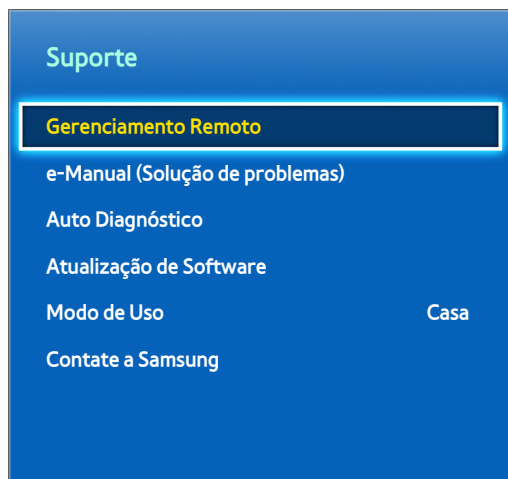 Suporte
Gerenciamento Remoto
e-Manual (Solução de problemas)
Auto Diagnóstico
Atualização de Software
Modo de Uso Casa
Contate a Samsung